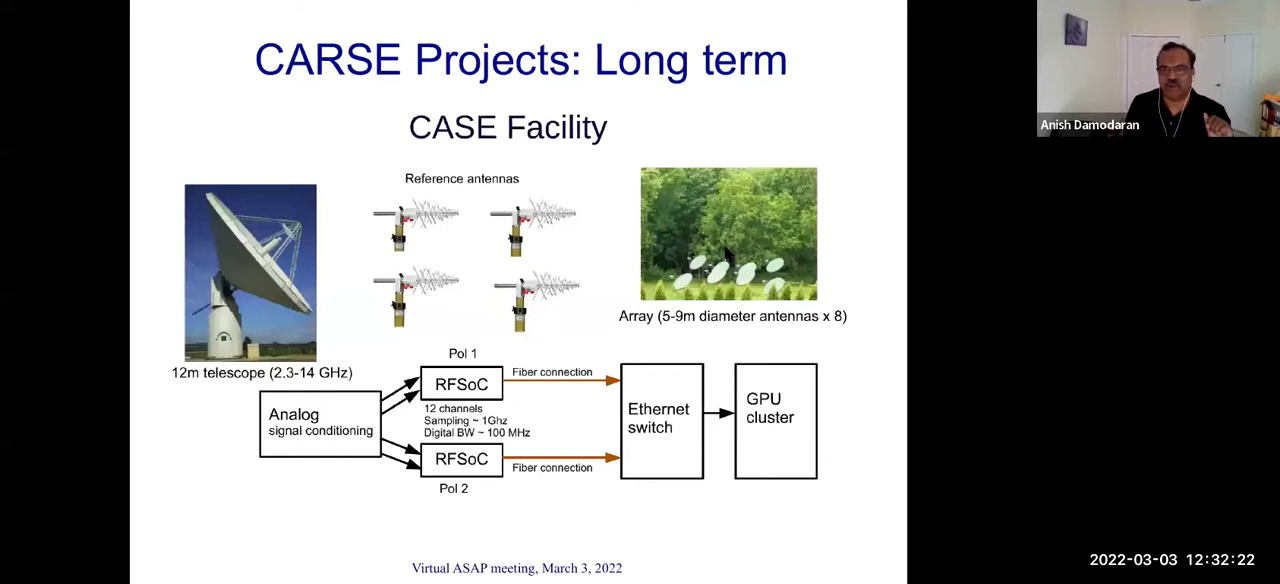 CARSE Projects: Long term
CASE Facility
Reference antennas
12m telescope (2.3-14 GHz)
Array (5-9m diameter antennas x 8)
Pol 1
Analog
signal conditioning
RFSoC
12 channels
Sampling ~ 1Ghz
Digital BW ~ 100 MHz
RFSoC
Pol 2
Fiber connection
Fiber connection
Ethernet
switch
GPU
cluster
Virtual ASAP meeting, March 3, 2022
Anish Damodaran
2022-03-03 12:32:22